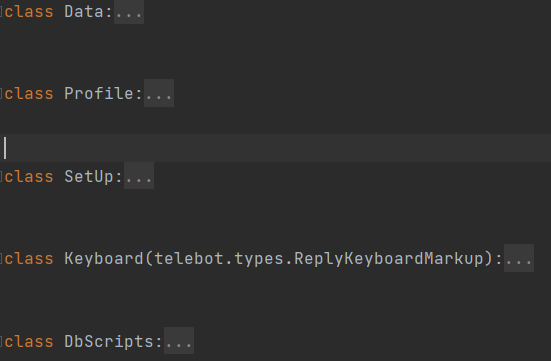 class Data:...
class Profile:...
class SetUp:...
class Keyboard(telebot.types.ReplyKeyboardMarkup):...
class DbScripts:...